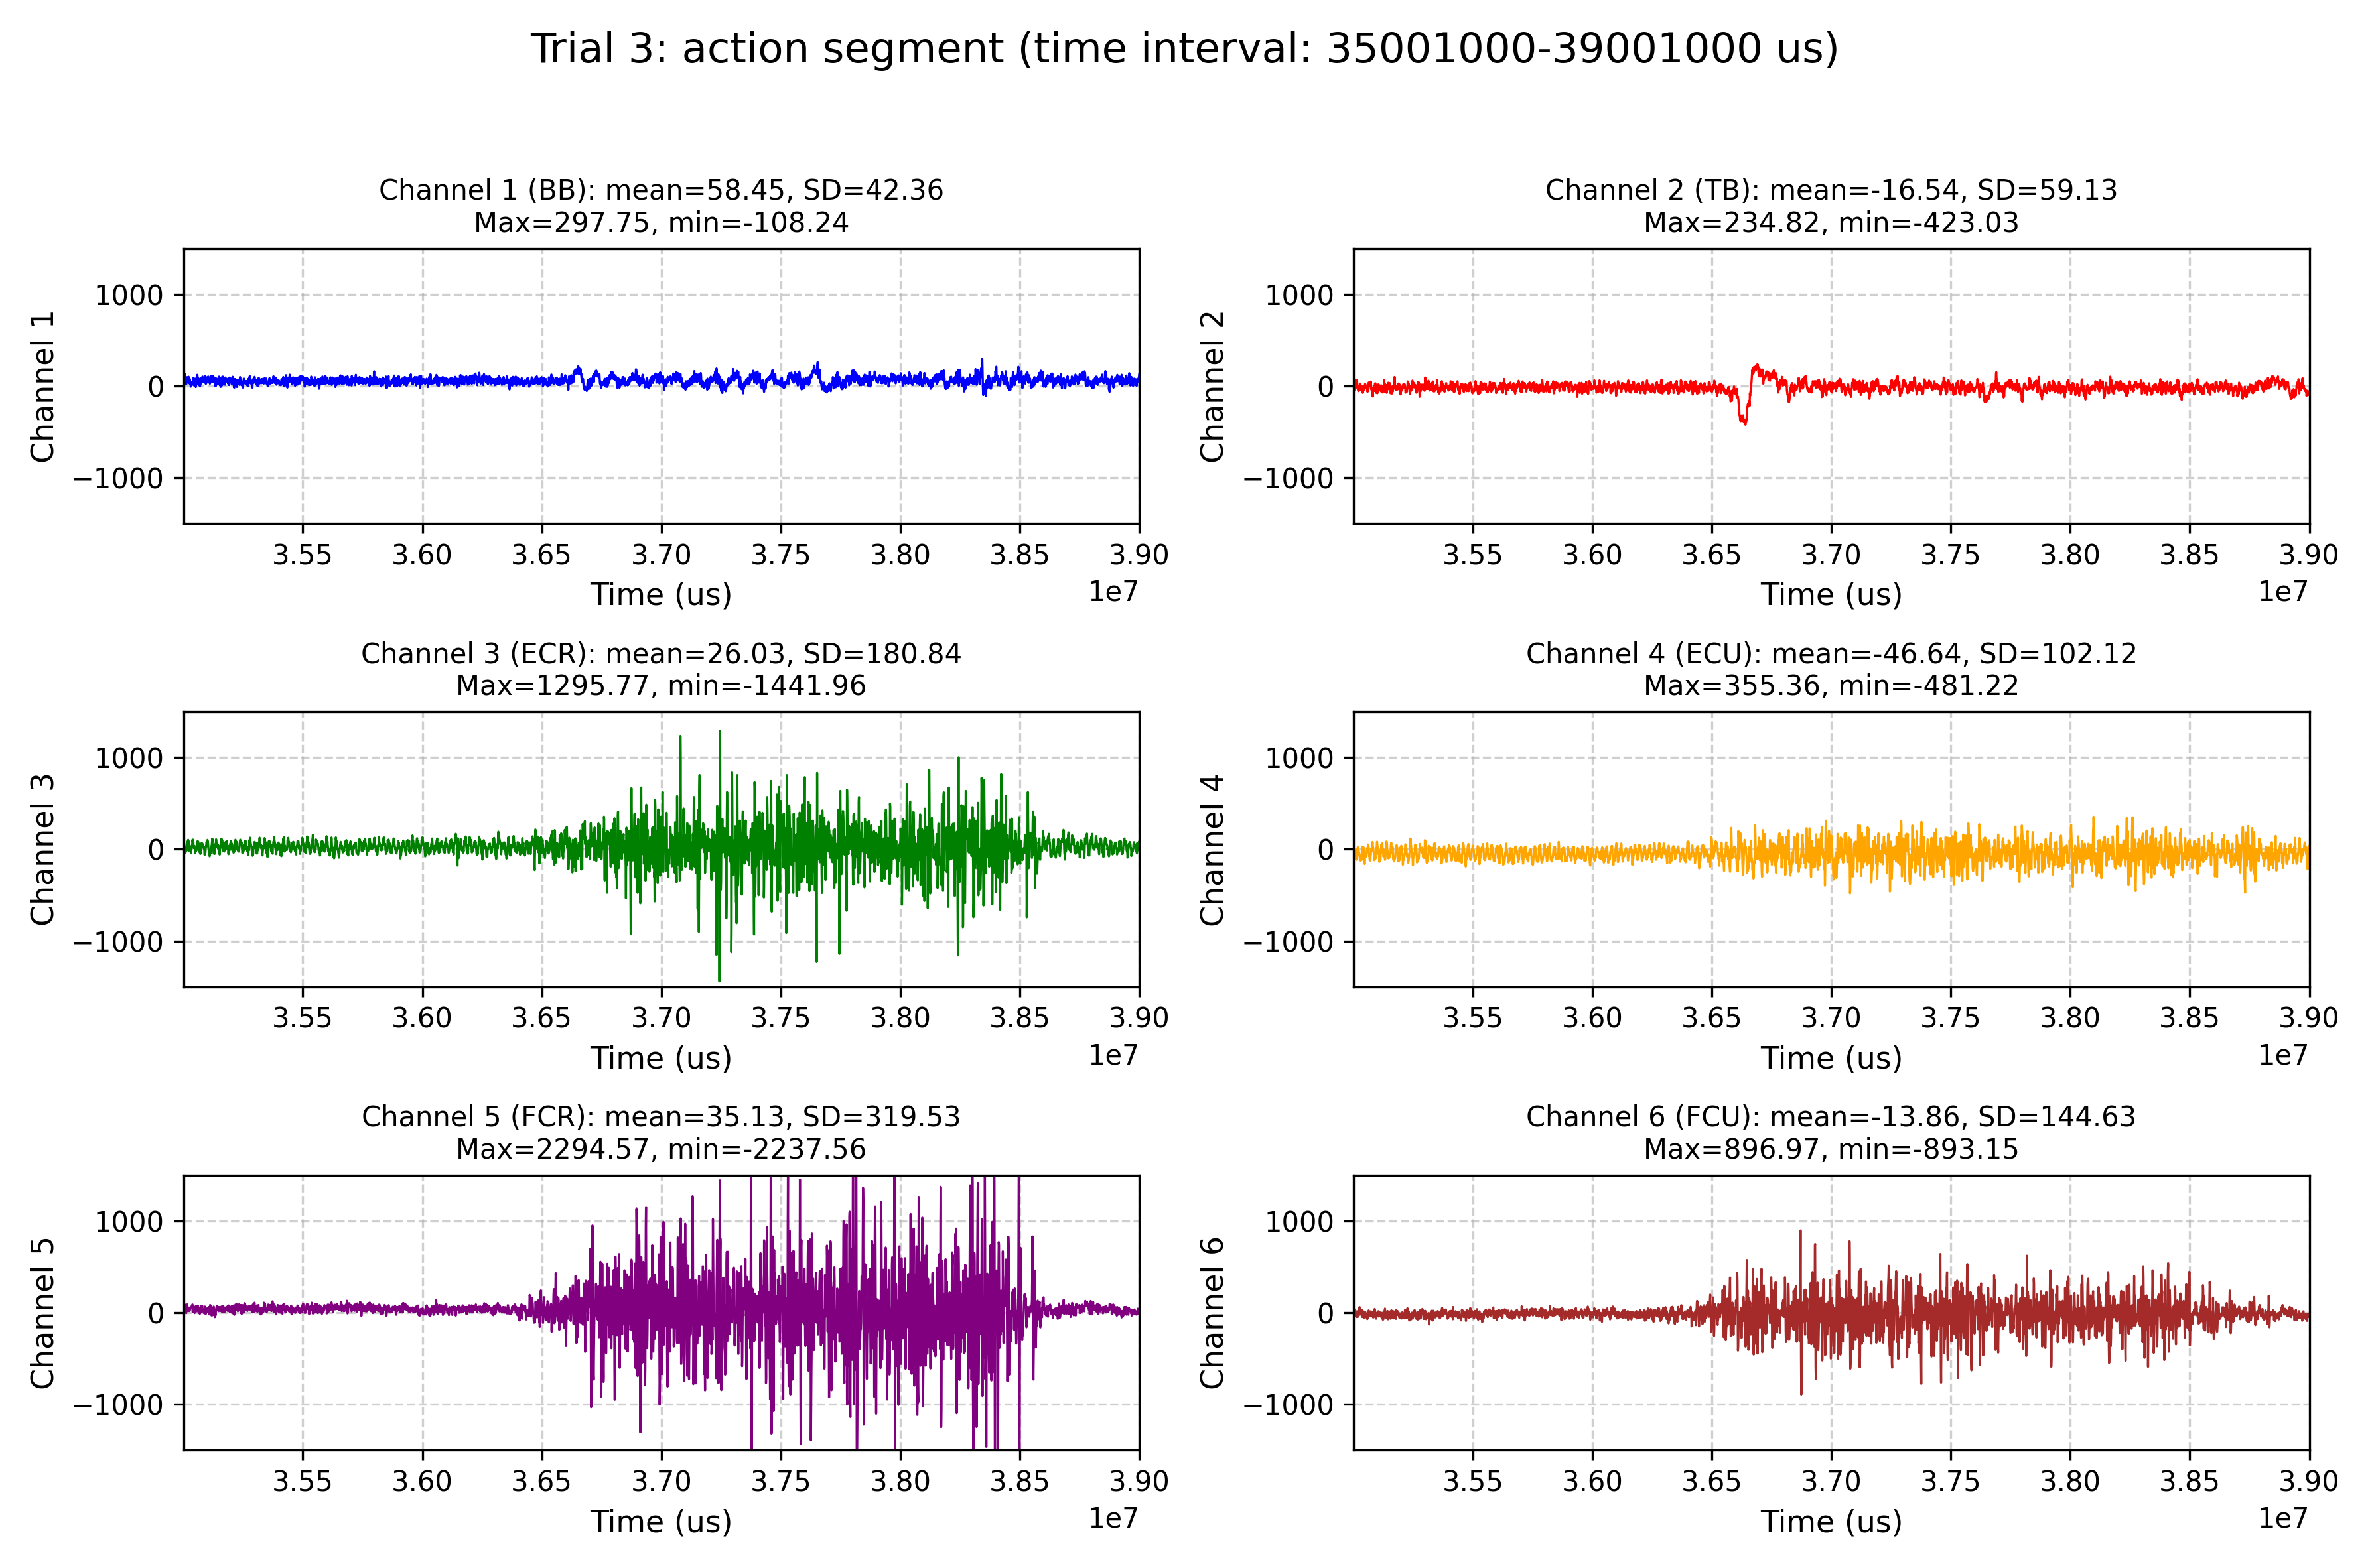 Trial 3: action segment (time interval: 35001000-39001000 us)
Channel 1 (BB): mean=58.45, SD=42.36
Max=297.75, min=-108.24
Channel 1
1000
0
−1000
3.55 3.60 3.65 3.70 3.75 3.80 3.85 3.90
Time (us)
1e7
Channel 2 (TB): mean=-16.54, SD=59.13
Max=234.82, min=-423.03
Channel 2
1000
0
−1000
3.55 3.60 3.65 3.70 3.75 3.80 3.85 3.90
Time (us)
1e7
Channel 3 (ECR): mean=26.03, SD=180.84
Max=1295.77, min=-1441.96
Channel 3
1000
0
−1000
3.55 3.60 3.65 3.70 3.75 3.80 3.85 3.90
Time (us)
1e7
Channel 4 (ECU): mean=-46.64, SD=102.12
Max=355.36, min=-481.22
Channel 4
1000
0
−1000
3.55 3.60 3.65 3.70 3.75 3.80 3.85 3.90
Time (us)
1e7
Channel 5 (FCR): mean=35.13, SD=319.53
Max=2294.57, min=-2237.56
Channel 5
1000
0
−1000
3.55 3.60 3.65 3.70 3.75 3.80 3.85 3.90
Time (us)
1e7
Channel 6 (FCU): mean=-13.86, SD=144.63
Max=896.97, min=-893.15
Channel 6
1000
0
−1000
3.55 3.60 3.65 3.70 3.75 3.80 3.85 3.90
Time (us)
1e7